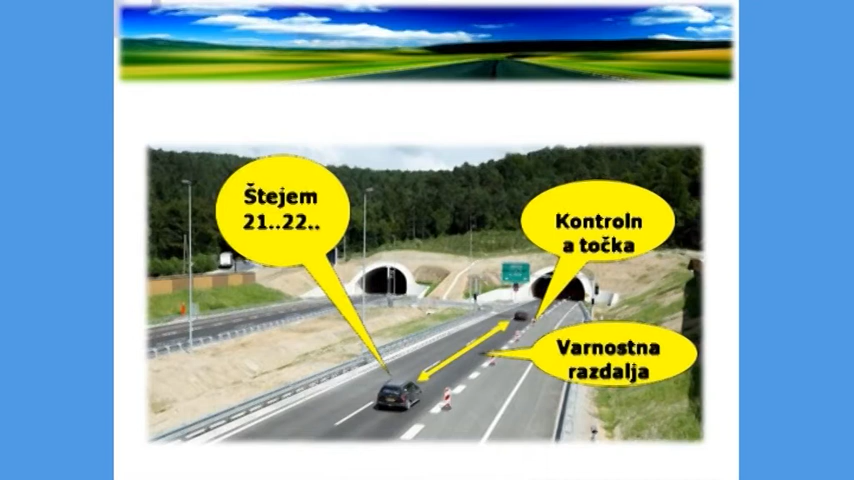 Štejem
21..22..
Kontroln
a točka
Varnostna
razdalja